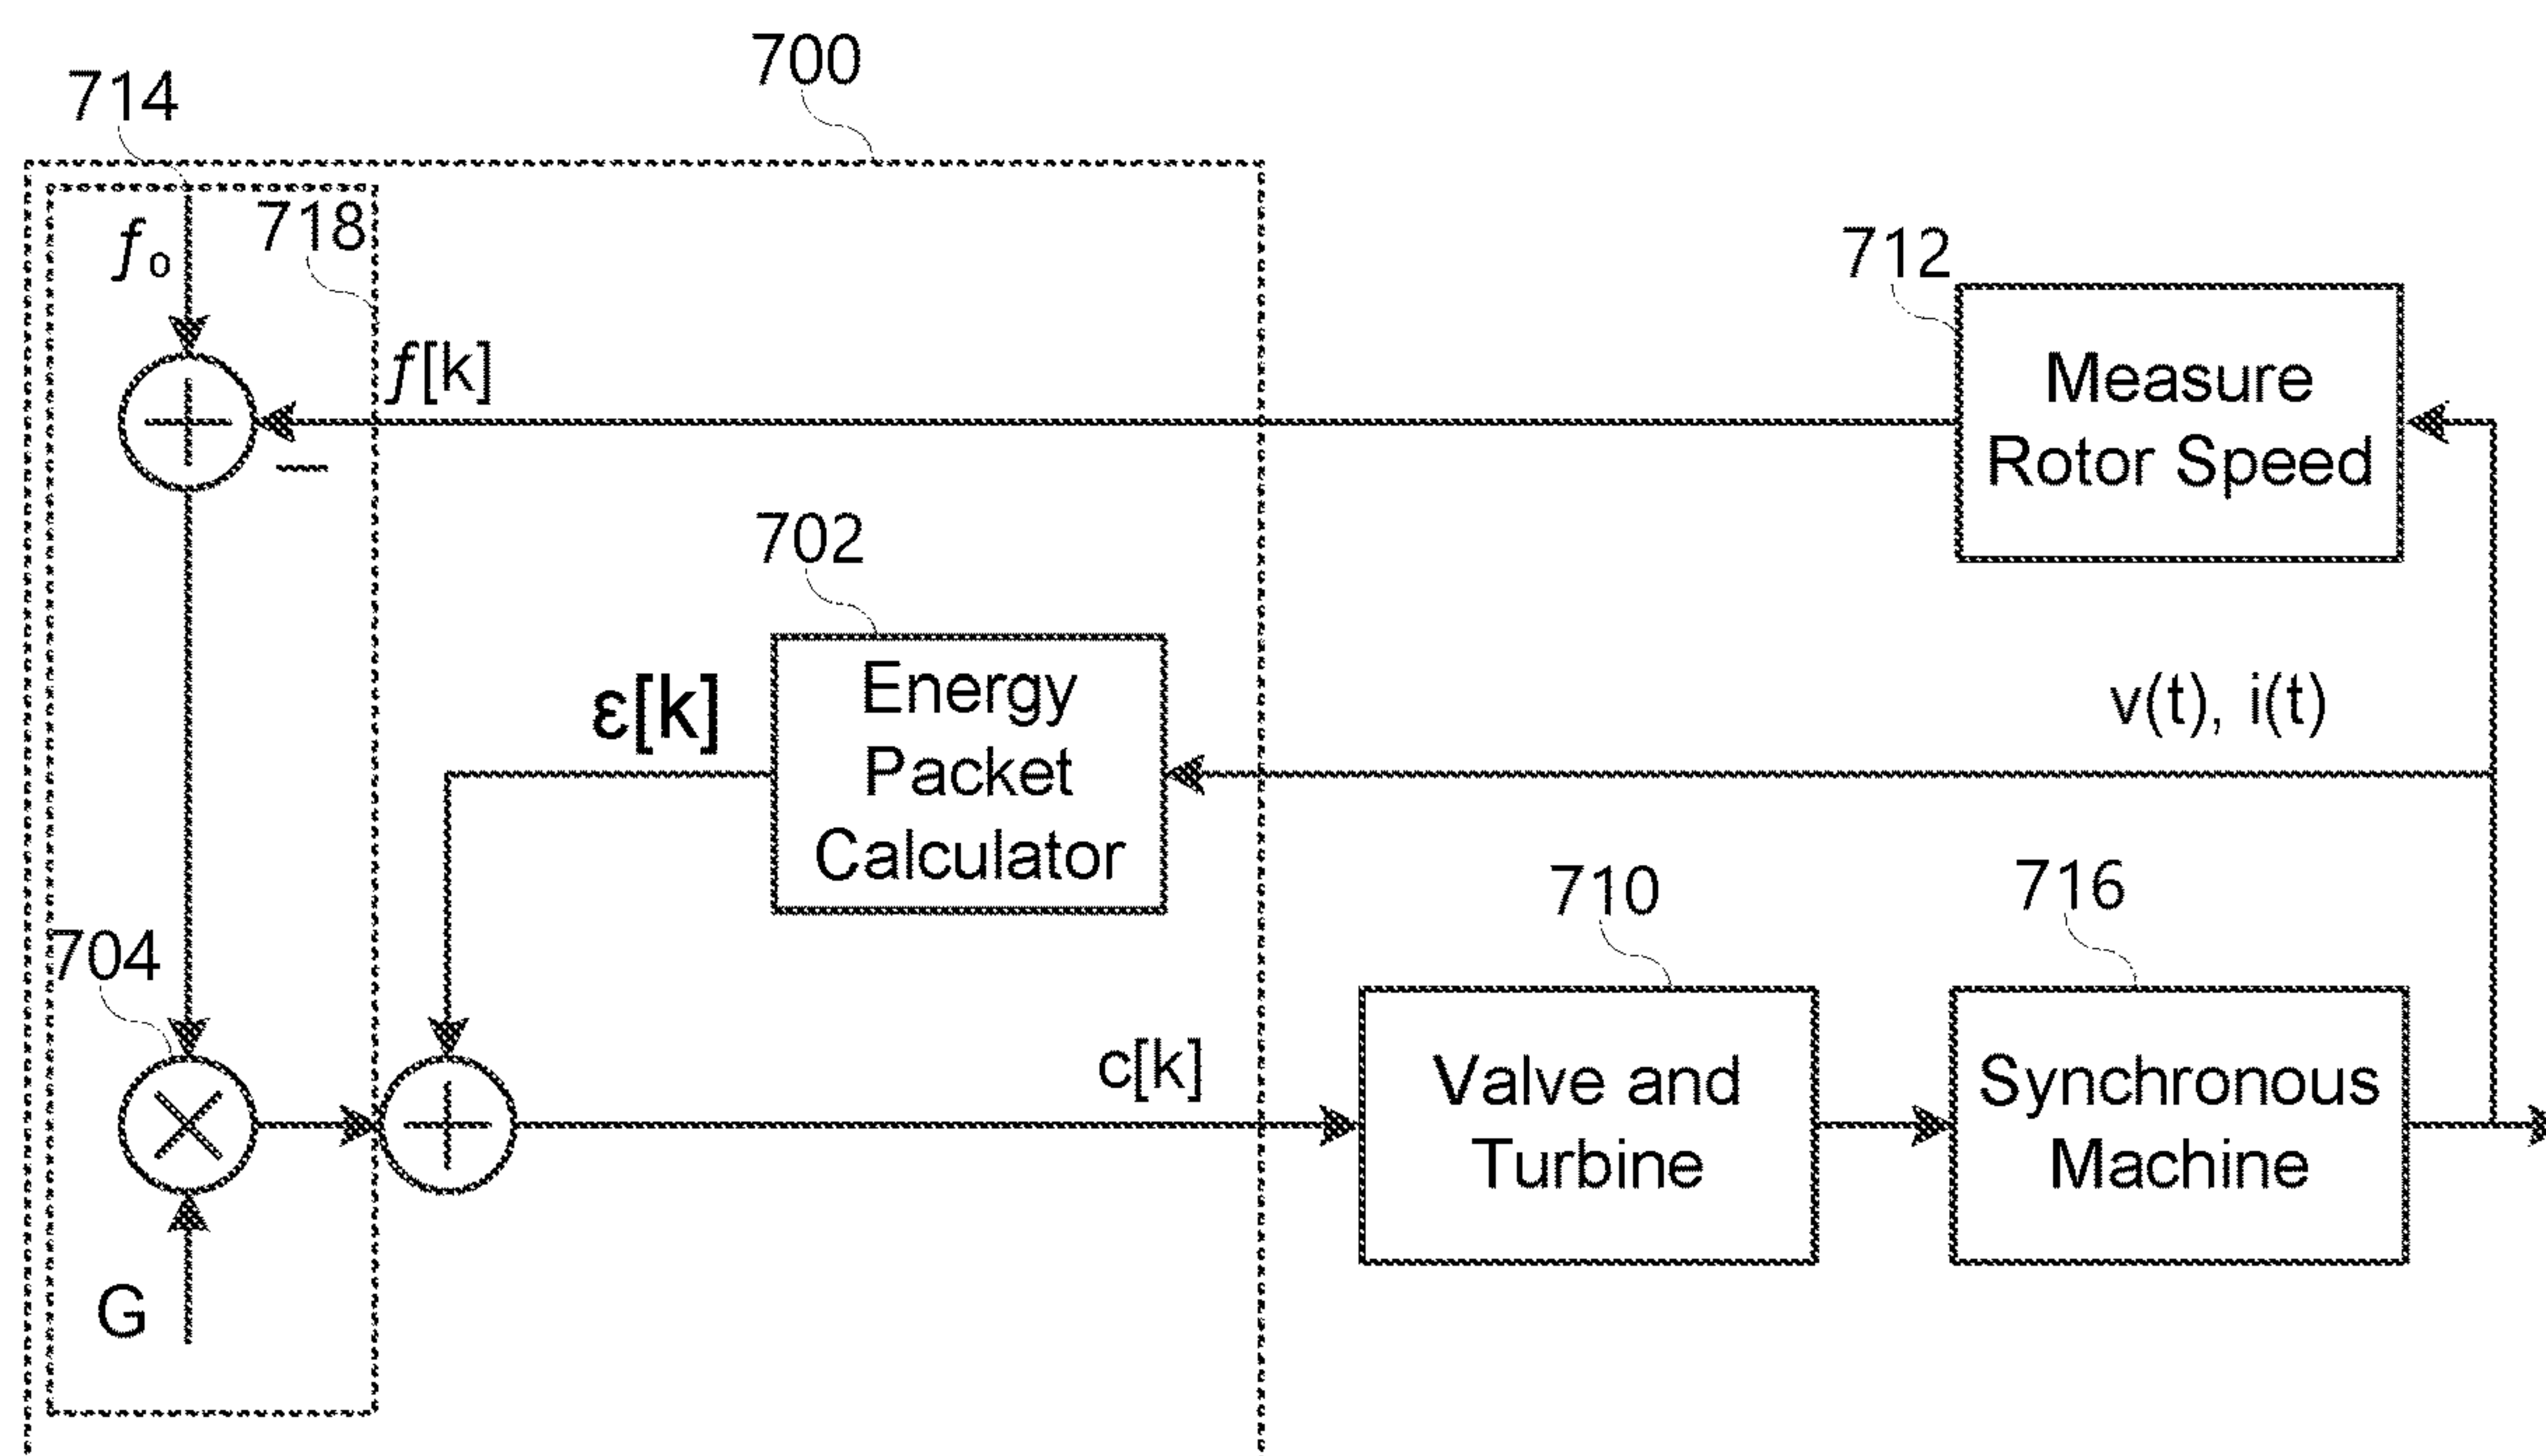 700
714
718
fo
712
f[k]
Measure
Rotor Speed
702
Energy
Packet
Calculator
ε[k]
v(t), i(t)
710
716
704
c[k]
Valve and
Turbine
Synchronous
Machine
G